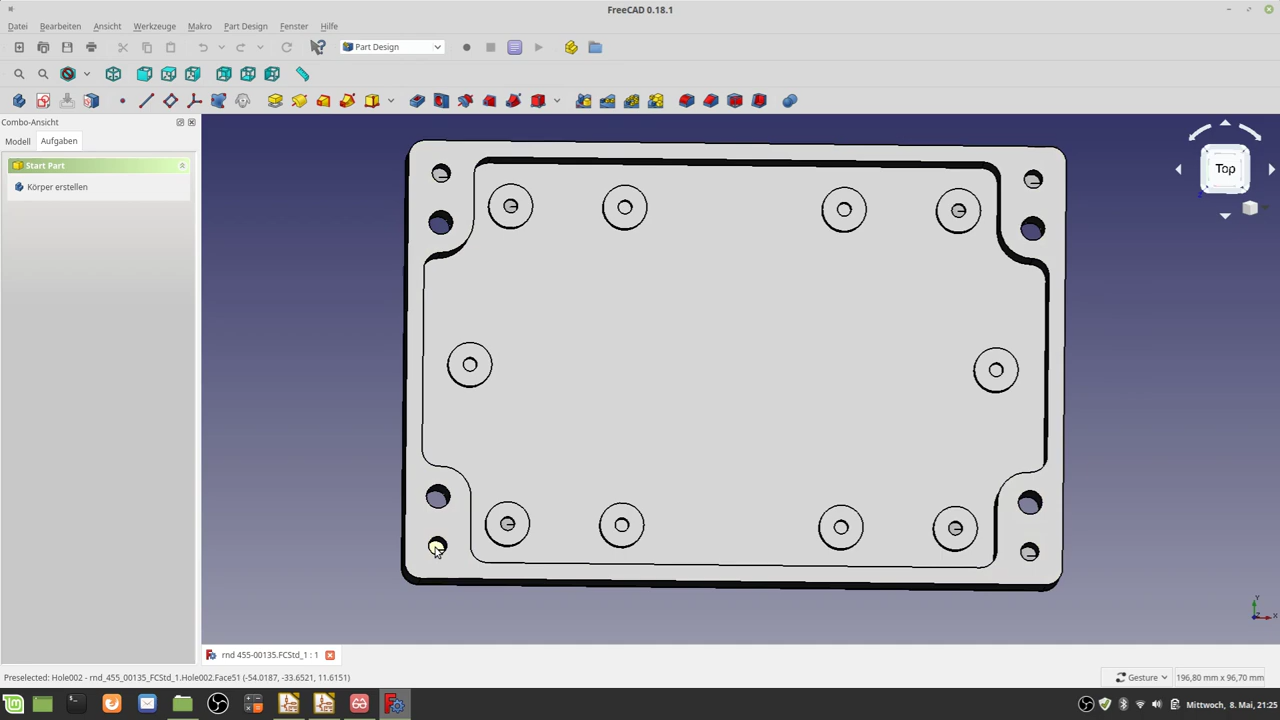 FreeCAD 0.18.1
Datei Bearbeiten Ansicht Werkzeuge Makro Part Design Fenster Hilfe
Part Design
Combo-Ansicht
Modell Aufgaben
Start Part
Körper erstellen
Top
Y
Z X
rnd 455-00135.FCStd_1 : 1
Preselected: Hole002 - rnd_455_00135_FCStd_1.Hole002.Face51 (-54.0187, -33.6521, 11.6151)
Gesture
196,80 mm x 96,70 mm
Mittwoch, 8. Mai, 21:25